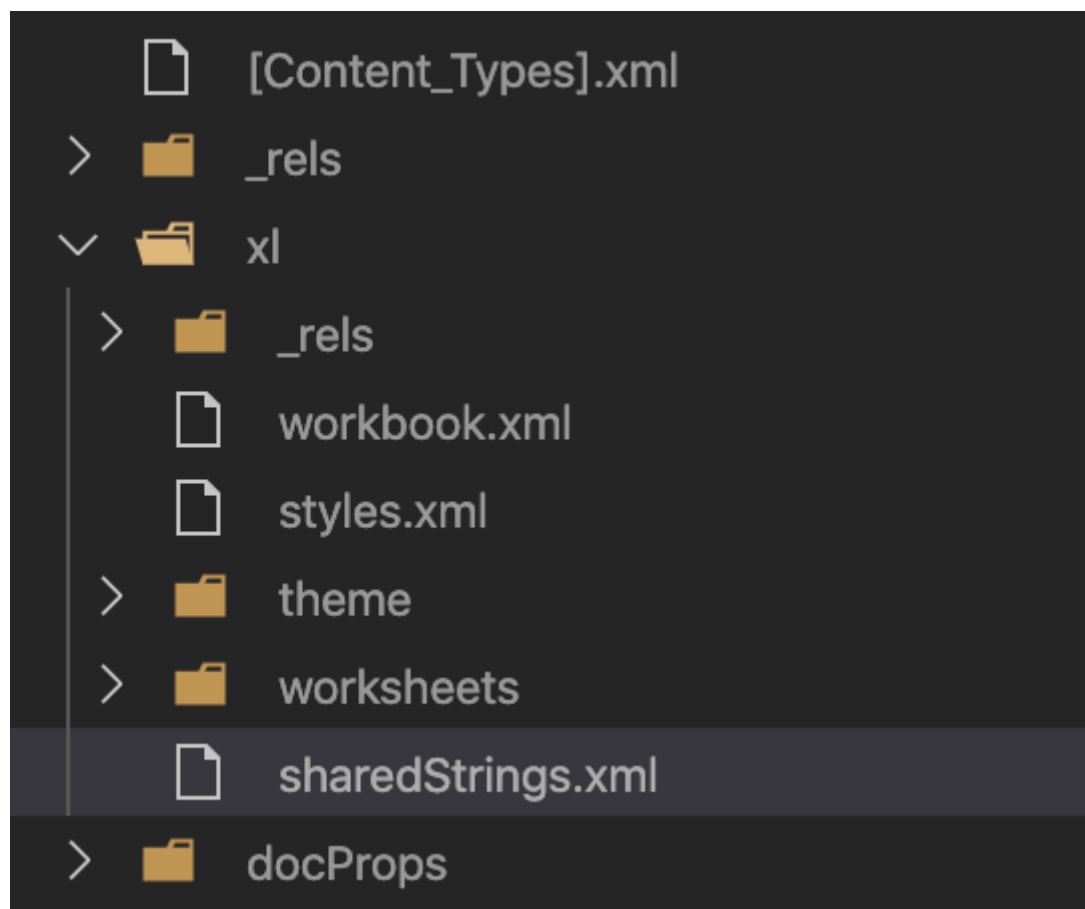 [Content_Types].xml
_rels
xl
_rels
workbook.xml
styles.xml
theme
worksheets
sharedStrings.xml
docProps